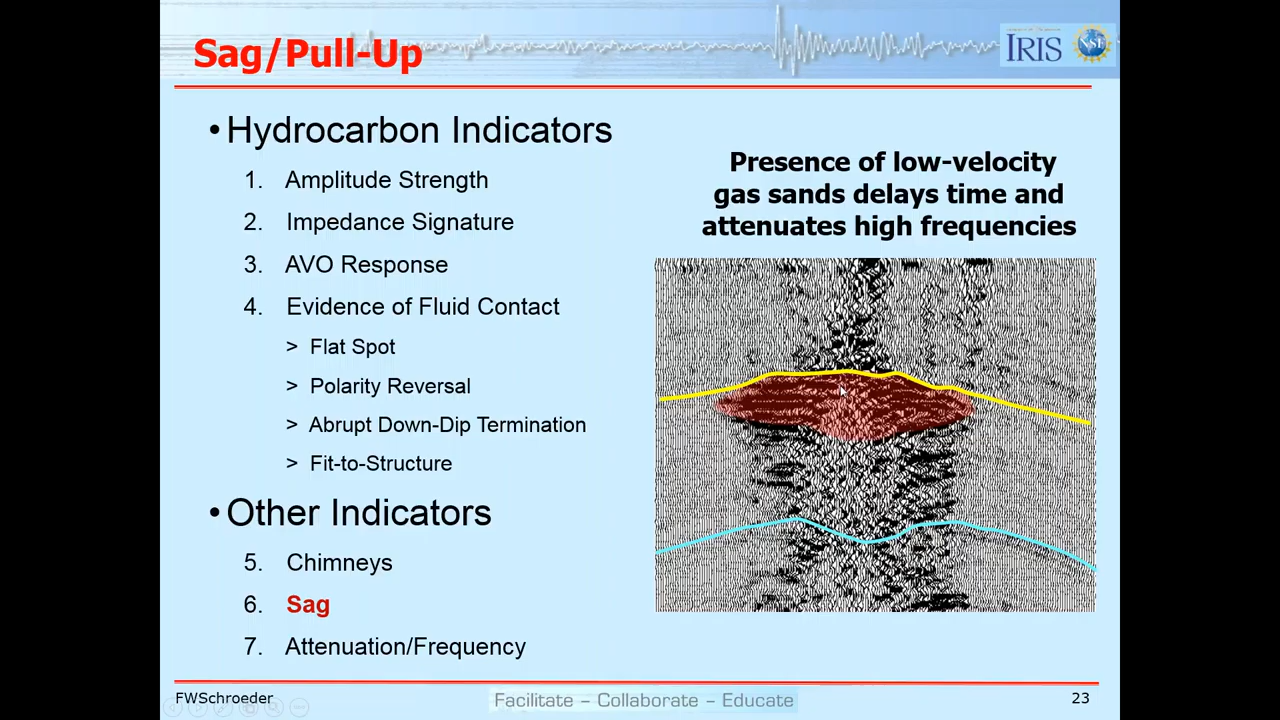 Sag/Pull-Up
IRIS
NSF
• Hydrocarbon Indicators
1. Amplitude Strength
2. Impedance Signature
3. AVO Response
4. Evidence of Fluid Contact
> Flat Spot
> Polarity Reversal
> Abrupt Down-Dip Termination
> Fit-to-Structure
• Other Indicators
5. Chimneys
6. Sag
7. Attenuation/Frequency
Presence of low-velocity
gas sands delays time and
attenuates high frequencies
FWSchroeder
Facilitate – Collaborate – Educate
23